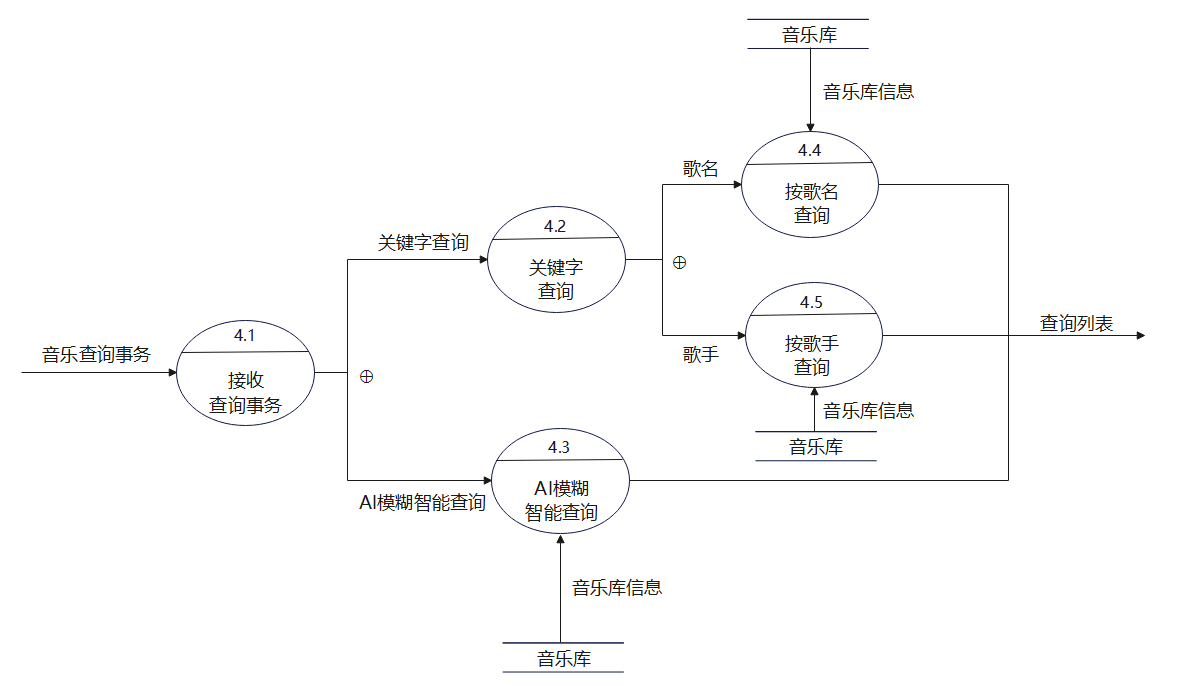 音乐库
音乐库信息
4.4
按歌名
查询
歌名
4.2
关键字
查询
关键字查询
⊕
4.5
按歌手
查询
歌手
查询列表
4.1
接收
查询事务
音乐查询事务
⊕
音乐库信息
音乐库
4.3
AI模糊
智能查询
AI模糊智能查询
音乐库信息
音乐库